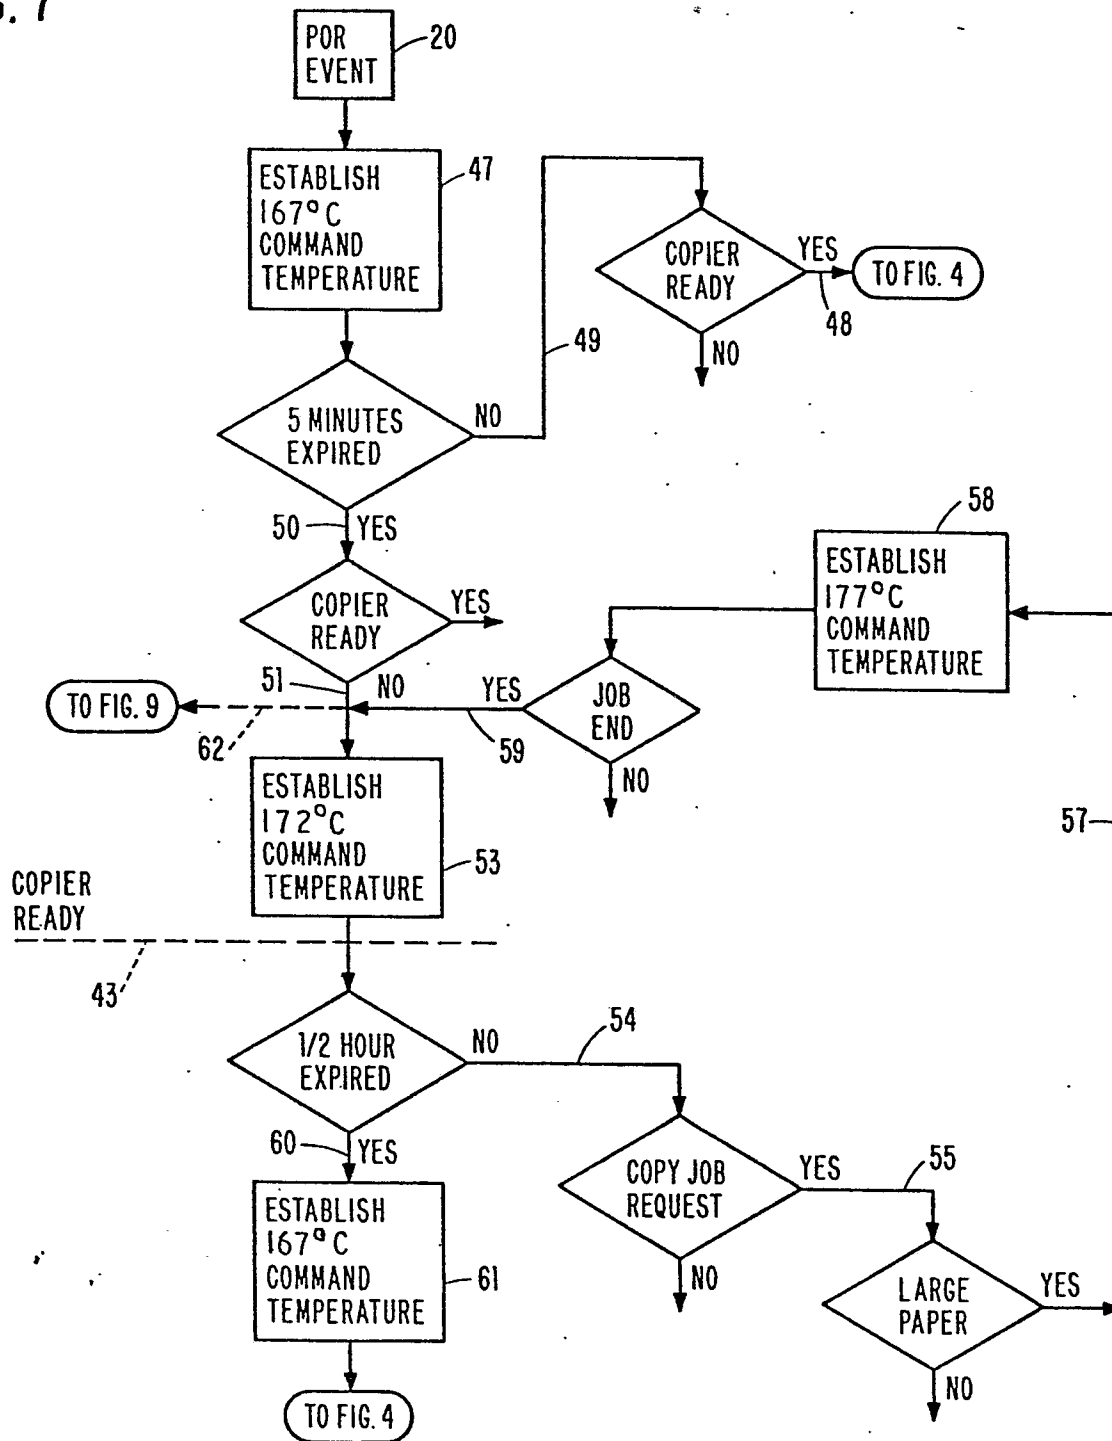 POR
EVENT
20
ESTABLISH
167°C
COMMAND
TEMPERATURE
47
COPIER
READY
YES
TO FIG. 4
48
NO
49
5 MINUTES
EXPIRED
NO
50
YES
COPIER
READY
YES
51
NO
58
ESTABLISH
177°C
COMMAND
TEMPERATURE
JOB
END
YES
59
NO
TO FIG. 9
62
ESTABLISH
172°C
COMMAND
TEMPERATURE
53
57
COPIER
READY
43
1/2 HOUR
EXPIRED
NO
54
60
YES
COPY JOB
REQUEST
YES
55
NO
ESTABLISH
167°C
COMMAND
TEMPERATURE
61
LARGE
PAPER
YES
NO
TO FIG. 4